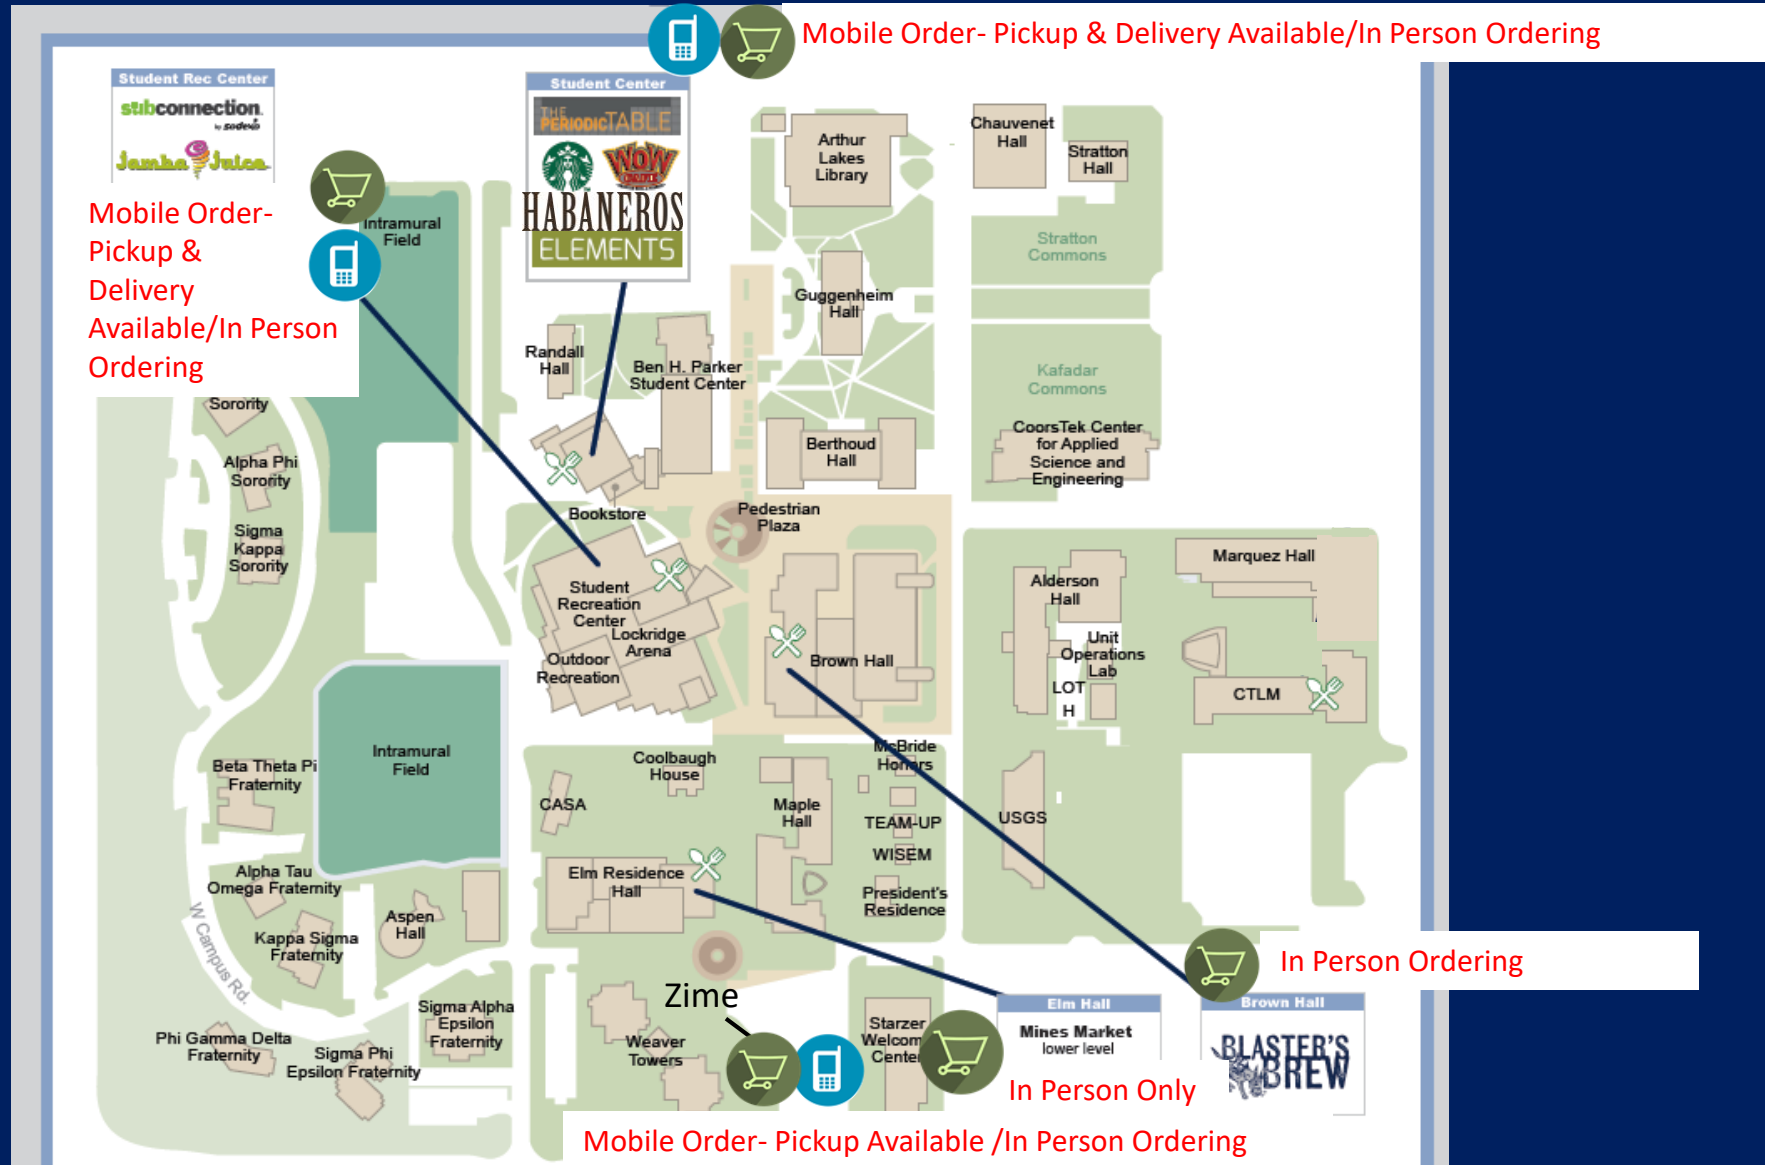 Mobile Order- Pickup & Delivery Available/In Person Ordering
Student Rec Center
subconnection.
by sodexo
Jamba Juice
Mobile Order-
Pickup &
Delivery
Available/In Person
Ordering
Student Center
THE
PERIODIC TABLE
WOW
HABANEROS
ELEMENTS
Intramural
Field
Arthur
Lakes
Library
Chauvenet
Hall
Stratton
Hall
Stratton
Commons
Guggenheim
Hall
Randall
Hall
Ben H. Parker
Student Center
Kafadar
Commons
Sorority
Alpha Phi
Sorority
Sigma
Kappa
Sorority
Berthoud
Hall
CoorsTek Center
for Applied
Science and
Engineering
Bookstore
Pedestrian
Plaza
Student
Recreation
Center
Lockridge
Arena
Outdoor
Recreation
Brown Hall
Alderson
Hall
Unit
Operations
Lab
LOT
H
Marquez Hall
CTLM
Beta Theta Pi
Fraternity
Intramural
Field
Coolbaugh
House
CASA
Maple
Hall
McBride
Honors
TEAM-UP
WISEM
President's
Residence
USGS
Elm Residence
Hall
Alpha Tau
Omega Fraternity
Aspen
Hall
Kappa Sigma
Fraternity
W Campus Rd.
Sigma Alpha
Epsilon
Fraternity
Phi Gamma Delta
Fraternity
Sigma Phi
Epsilon Fraternity
Zime
Weaver
Towers
Starzer
Welcom
Center
Elm Hall
Mines Market
lower level
In Person Only
In Person Ordering
Brown Hall
BLASTER'S
BREW
Mobile Order- Pickup Available /In Person Ordering